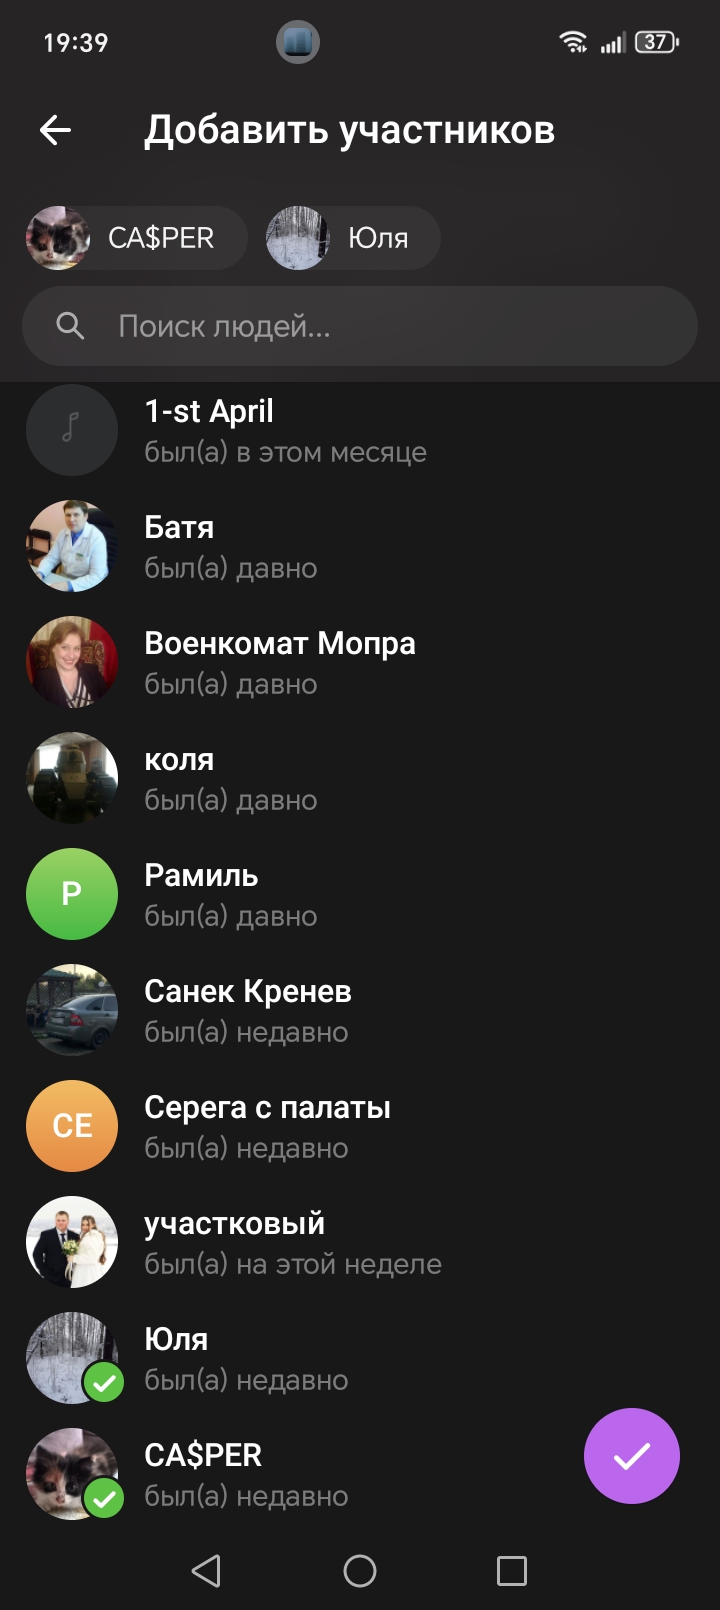 19:39
37
Добавить участников
CA$PER
Юля
Поиск людей...
1-st April
был(а) в этом месяце
Батя
был(а) давно
Военкомат Мопра
был(а) давно
коля
был(а) давно
Р
Рамиль
был(а) давно
Санек Кренев
был(а) недавно
СЕ
Серега с палаты
был(а) недавно
участковый
был(а) на этой неделе
Юля
был(а) недавно
CA$PER
был(а) недавно